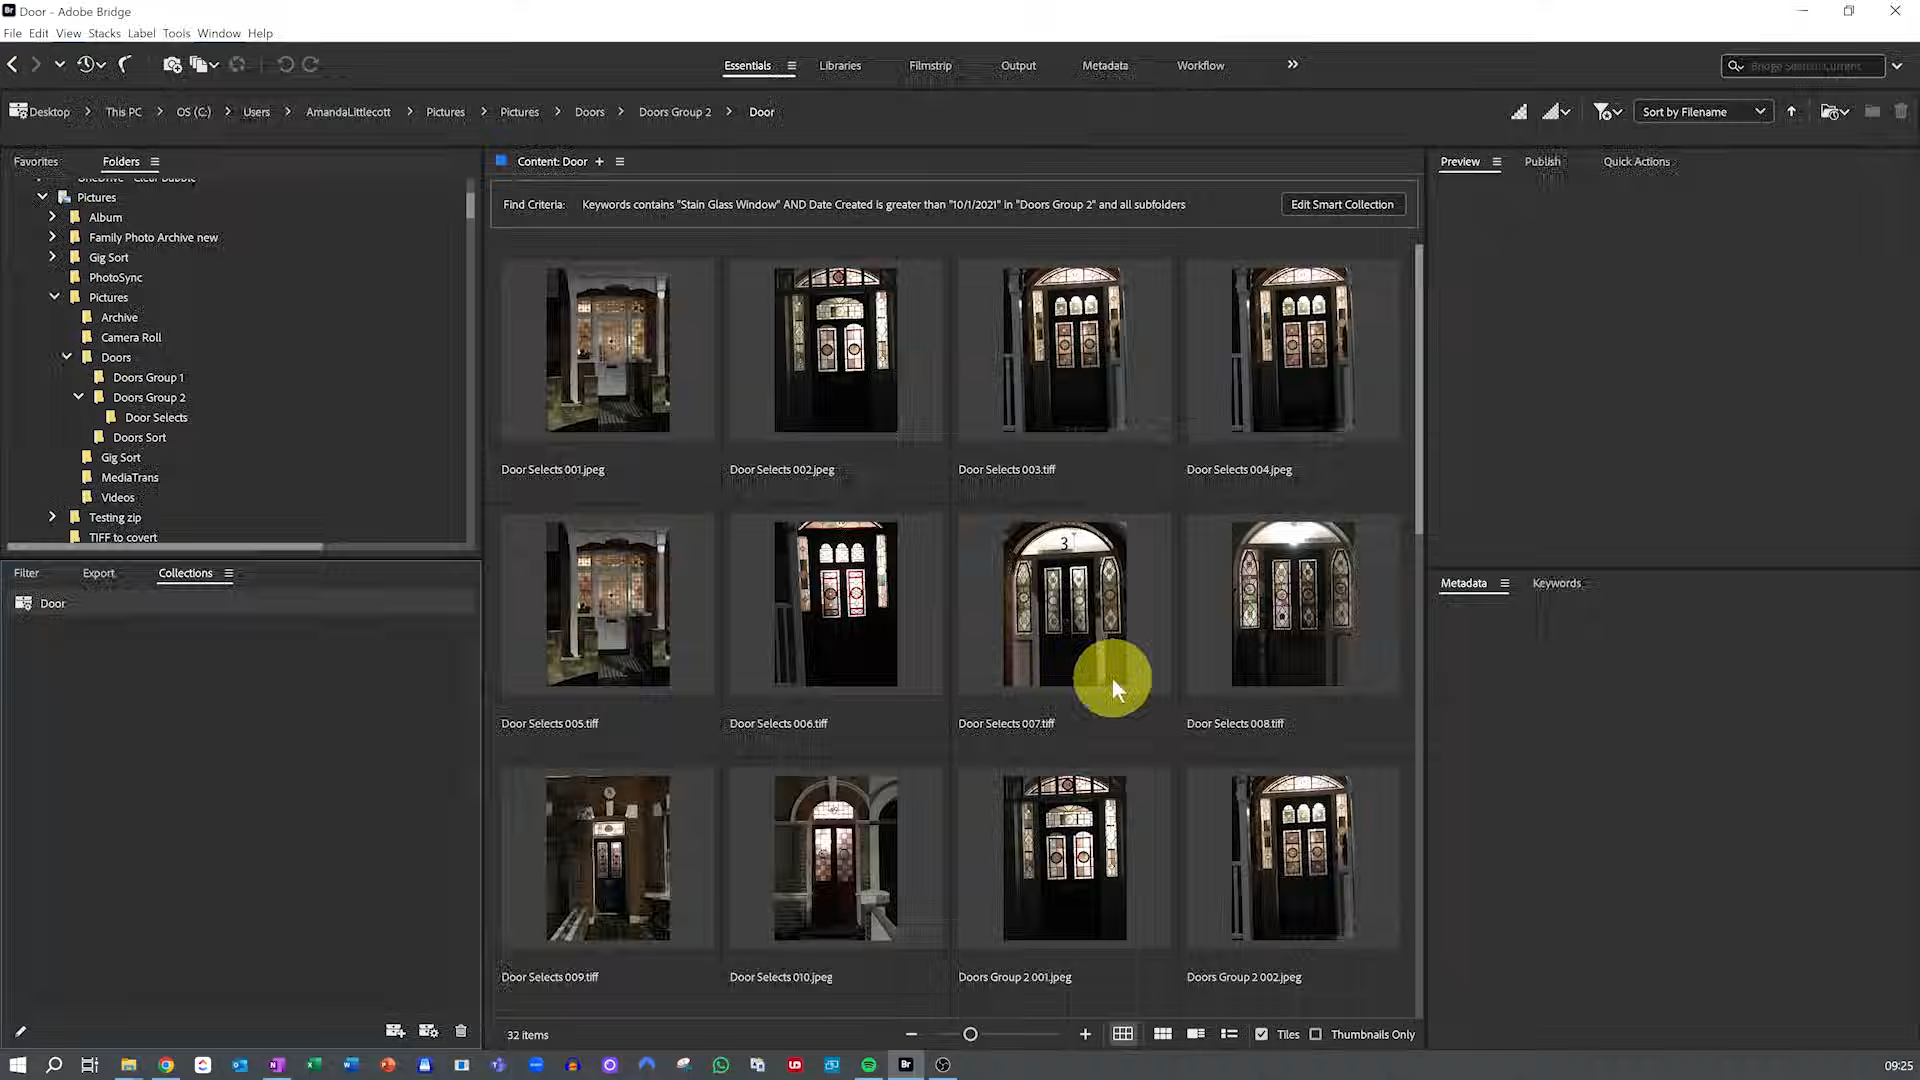 Br Door - Adobe Bridge
File Edit View Stacks Label Tools Window Help
Essentials Libraries Filmstrip Output Metadata Workflow
Desktop This PC OS (C:) Users AmandaLittlecott Pictures Pictures Doors Doors Group 2 Door
Sort by Filename
Favorites Folders
Content: Door
Preview Publish Quick Actions
Pictures
Album
Family Photo Archive new
Gig Sort
PhotoSync
Pictures
Archive
Camera Roll
Doors
Doors Group 1
Doors Group 2
Door Selects
Doors Sort
Gig Sort
MediaTrans
Videos
Testing zip
TIFF to covert
Find Criteria: Keywords contains "Stain Glass Window" AND Date Created is greater than "10/1/2021" in "Doors Group 2" and all subfolders
Edit Smart Collection
Door Selects 001.jpeg Door Selects 002.jpeg Door Selects 003.tiff Door Selects 004.jpeg
3
Door Selects 005.tiff Door Selects 006.tiff Door Selects 007.tiff Door Selects 008.tiff
Door Selects 009.tiff Door Selects 010.jpeg Doors Group 2 001.jpeg Doors Group 2 002.jpeg
Filter Export Collections
Door
Metadata Keywords
32 items
Tiles Thumbnails Only
Br
09:25